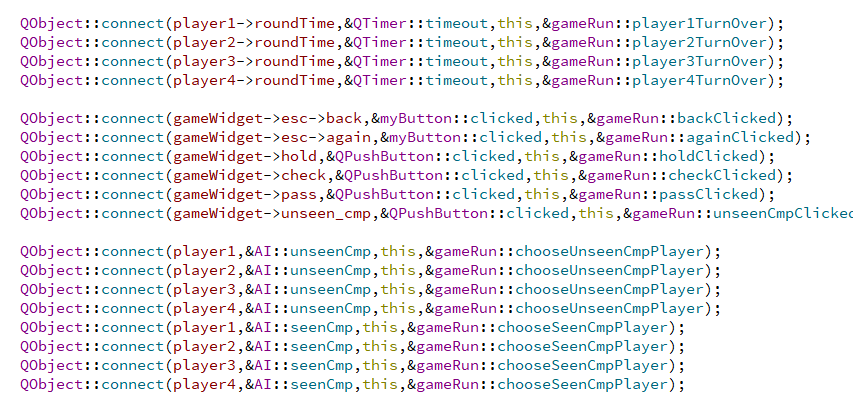 QObject::connect(player1->roundTime,&QTimer::timeout,this,&gameRun::player1TurnOver);
QObject::connect(player2->roundTime,&QTimer::timeout,this,&gameRun::player2TurnOver);
QObject::connect(player3->roundTime,&QTimer::timeout,this,&gameRun::player3TurnOver);
QObject::connect(player4->roundTime,&QTimer::timeout,this,&gameRun::player4TurnOver);
QObject::connect(gameWidget->esc->back,&myButton::clicked,this,&gameRun::backClicked);
QObject::connect(gameWidget->esc->again,&myButton::clicked,this,&gameRun::againClicked);
QObject::connect(gameWidget->hold,&QPushButton::clicked,this,&gameRun::holdClicked);
QObject::connect(gameWidget->check,&QPushButton::clicked,this,&gameRun::checkClicked);
QObject::connect(gameWidget->pass,&QPushButton::clicked,this,&gameRun::passClicked);
QObject::connect(gameWidget->unseen_cmp,&QPushButton::clicked,this,&gameRun::unseenCmpClicked
QObject::connect(player1,&AI::unseenCmp,this,&gameRun::chooseUnseenCmpPlayer);
QObject::connect(player2,&AI::unseenCmp,this,&gameRun::chooseUnseenCmpPlayer);
QObject::connect(player3,&AI::unseenCmp,this,&gameRun::chooseUnseenCmpPlayer);
QObject::connect(player4,&AI::unseenCmp,this,&gameRun::chooseUnseenCmpPlayer);
QObject::connect(player1,&AI::seenCmp,this,&gameRun::chooseSeenCmpPlayer);
QObject::connect(player2,&AI::seenCmp,this,&gameRun::chooseSeenCmpPlayer);
QObject::connect(player3,&AI::seenCmp,this,&gameRun::chooseSeenCmpPlayer);
QObject::connect(player4,&AI::seenCmp,this,&gameRun::chooseSeenCmpPlayer);